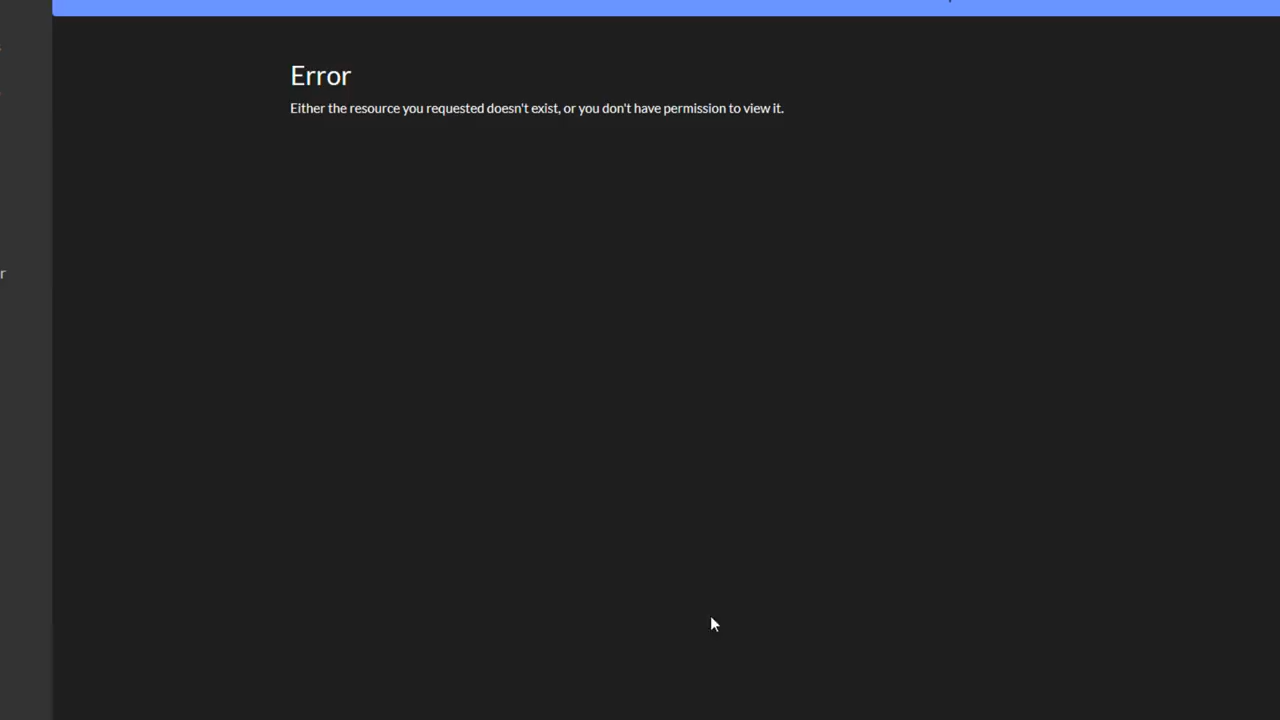 Error
Either the resource you requested doesn't exist, or you don't have permission to view it.
r